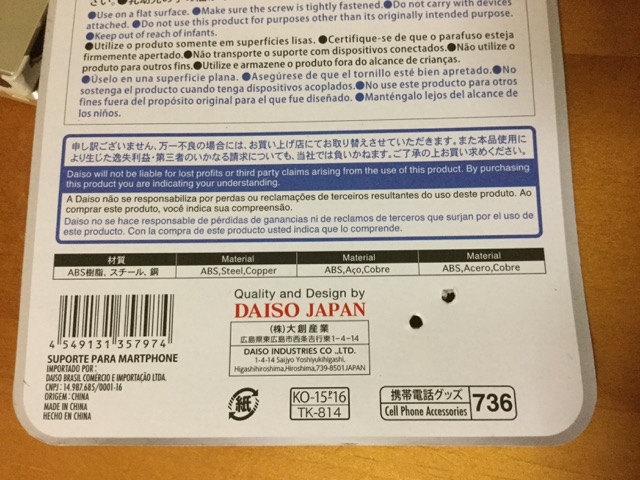 ●Use on a flat surface. ●Make sure the screw is tightly fastened.●Do not carry with devices
attached. ●Do not use this product for purposes other than its originally intended purpose.
●Keep out of reach of infants.
●Utilize o produto somente em superfícies lisas. ●Certifique-se de que o parafuso esteja
firmemente apertado.●Não transporte o suporte com dispositivos conectados.●Não utilize o
produto para outros fins.●Utilize e armazene o produto fora do alcance de crianças.
●Úselo en una superficie plana. ●Asegúrese de que el tornillo esté bien apretado.●No
sostenga el producto cuando tenga dispositivos acoplados.●No use este producto para otros
fines fuera del propósito original para el que fue diseñado. ●Manténgalo lejos del alcance de
los niños.
申し訳ございません、万一不良の場合には、お買い上げ店にてお取り替えさせていただきます。また本品使用に
より生じた逸失利益・第三者のいかなる請求についても、当社では負いかねます。ご了承の上お買い求めください。
Daiso will not be liable for lost profits or third party claims arising from the use of this product. By purchasing
this product you are indicating your understanding.
A Daiso não se responsabiliza por perdas ou reclamações de terceiros resultantes do uso deste produto. Ao
comprar este produto, você indica sua compreensão.
Daiso no se hace responsable de pérdidas de ganancias ni de reclamos de terceros que surjan por el uso de
este producto. Con la compra de este producto usted indica que lo comprende.
材質 Material Material Material
ABS樹脂、スチール、銅 ABS,Steel,Copper ABS,Aço,Cobre ABS,Acero,Cobre
4 549131 357974
SUPORTE PARA MARTPHONE
IMPORTADO POR:
DAISO BRASIL COMÉRCIO E IMPORTAÇÃO LTDA.
CNPJ: 14.987.685/0001-16
ORIGEM: CHINA
MADE IN CHINA
HECHO EN CHINA
Quality and Design by
DAISO JAPAN
(株)大創産業
広島県東広島市西条吉行東1-4-14
DAISO INDUSTRIES CO .,LTD.
1-4-14 Saijyo Yoshiyukihigashi,
Higashihiroshima,Hiroshima,739-8501JAPAN
紙
KO-15F16
TK-814
携帯電話グッズ
Cell Phone Accessories
736